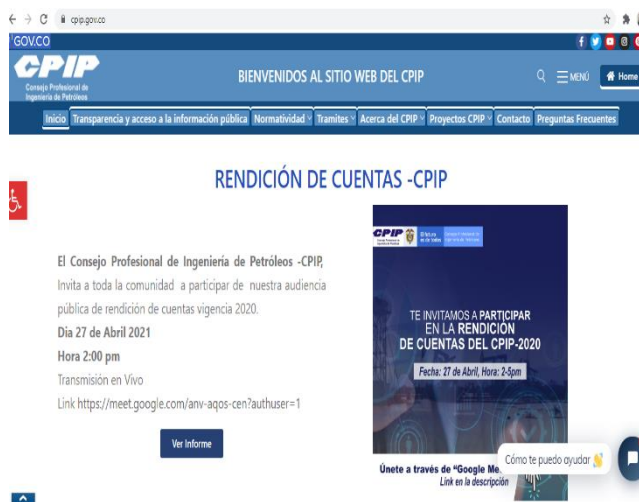 cpip.gov.co
GOV.CO
CPIP
Consejo Profesional de
Ingeniería de Petróleos
BIENVENIDOS AL SITIO WEB DEL CPIP
MENÚ
Home
Inicio Transparencia y acceso a la información pública Normatividad Tramites Acerca del CPIP Proyectos CPIP Contacto Preguntas Frecuentes
RENDICIÓN DE CUENTAS -CPIP
El Consejo Profesional de Ingeniería de Petróleos -CPIP,
Invita a toda la comunidad a participar de nuestra audiencia
pública de rendición de cuentas vigencia 2020.
Dia 27 de Abril 2021
Hora 2:00 pm
Transmisión en Vivo
Link https://meet.google.com/anv-aqos-cen?authuser=1
Ver Informe
CPIP
El futuro
es de todos
TE INVITAMOS A PARTICIPAR
EN LA RENDICIÓN
DE CUENTAS DEL CPIP-2020
Fecha: 27 de Abril, Hora: 2-5pm
Únete a través de “Google Me
Link en la descripción
Cómo te puedo ayudar 👋